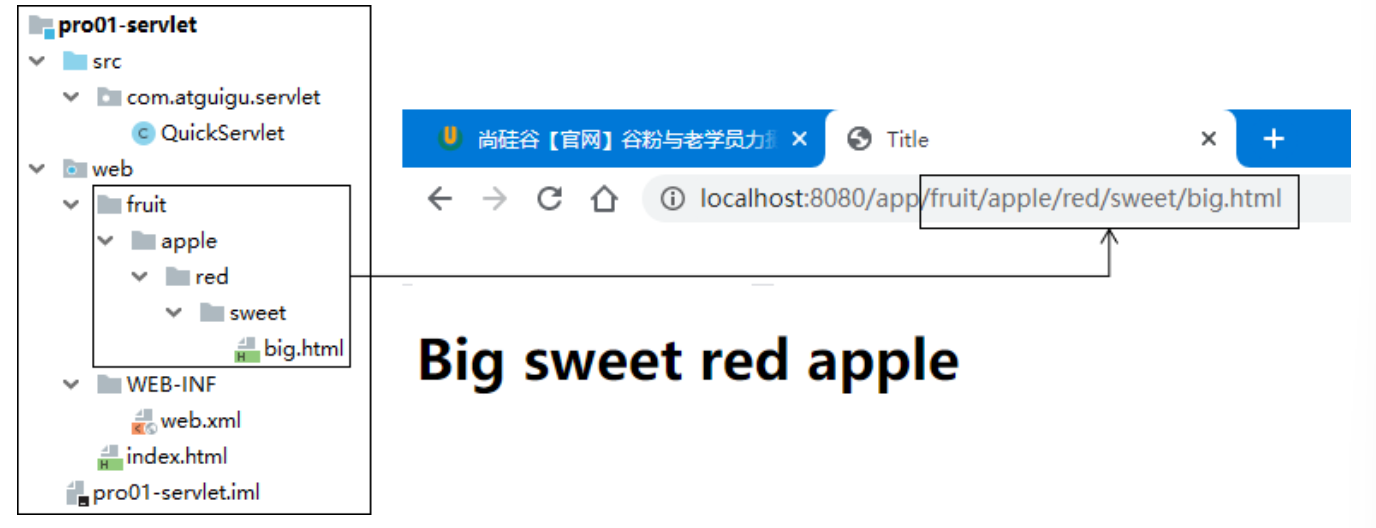 pro01-servlet
src
com.atguigu.servlet
QuickServlet
web
fruit
apple
red
sweet
big.html
WEB-INF
web.xml
index.html
pro01-servlet.iml
尚硅谷【官网】谷粉与老学员力
Title
localhost:8080/app/fruit/apple/red/sweet/big.html
Big sweet red apple